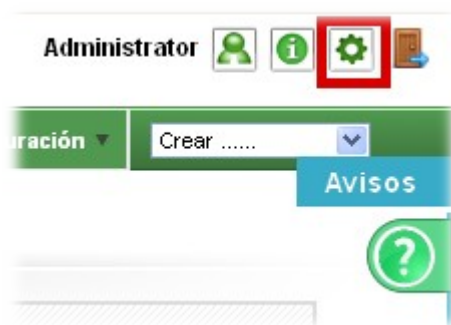 Administrator
uración
Crear ......
Avisos
?